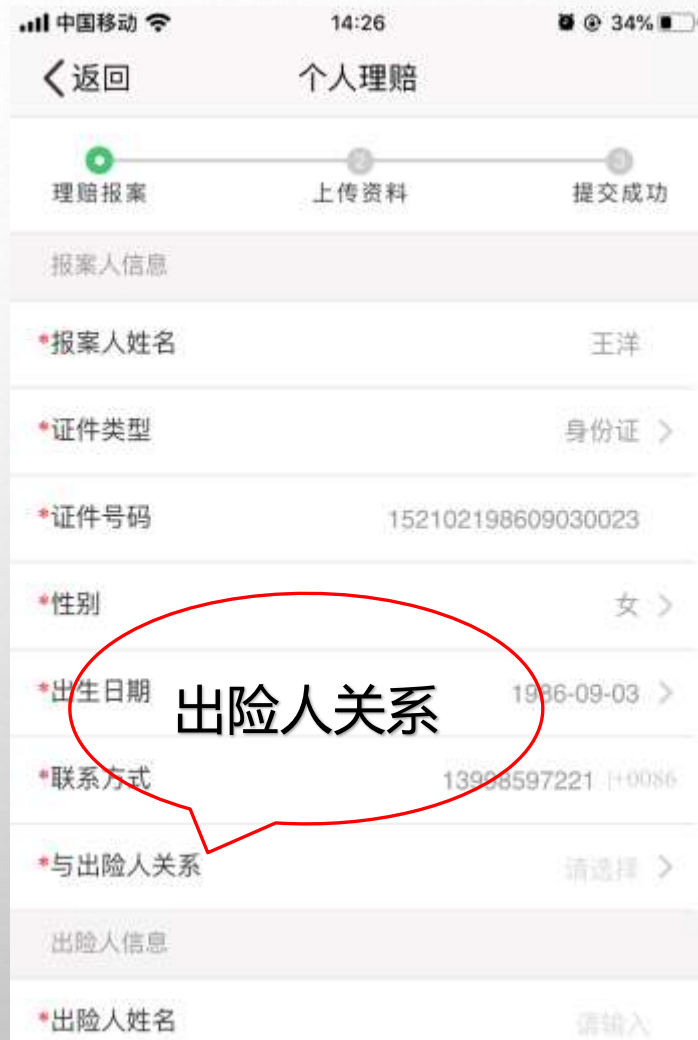 中国移动 14:26 34%
返回 个人理赔
2 3
理赔报案 上传资料 提交成功
报案人信息
*报案人姓名 王洋
*证件类型 身份证
*证件号码 152102198609030023
*性别 女
*出生日期 1986-09-03
出险人关系
*联系方式 13998597221 +0086
*与出险人关系 请选择
出险人信息
*出险人姓名 请输入